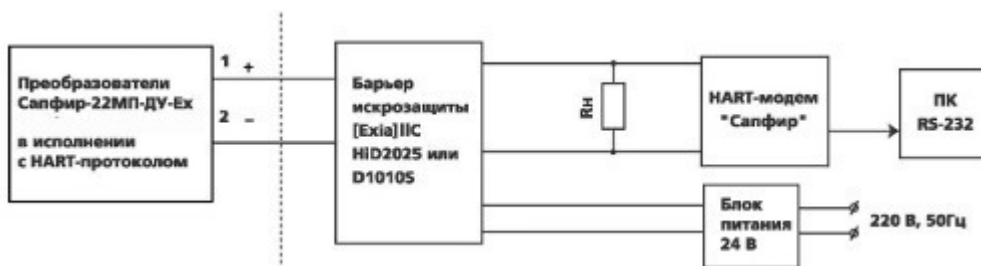 Преобразователи
Сапфир-22МП-ДУ-Ех
в исполнении
с HART-протоколом
1 +
2 –
Барьер
искрозащиты
[Exia]IIC
HiD2025 или
D1010S
Rн
HART-модем
"Сапфир"
ПК
RS-232
Блок
питания
24 В
220 В, 50Гц